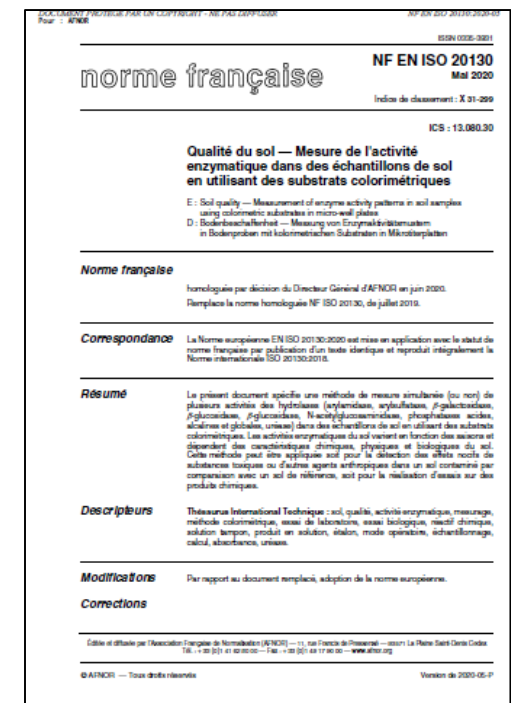 DOCUMENT PROTÉGÉ PAR UN COPYRIGHT - NE PAS DIFFUSER NF EN ISO 20130:2020-05
Pour : AFNOR
ISSN 0335-3931
norme française
NF EN ISO 20130
Mai 2020
Indice de classement : X 31-299
ICS : 13.080.30
Qualité du sol — Mesure de l'activité
enzymatique dans des échantillons de sol
en utilisant des substrats colorimétriques
E : Soil quality — Measurement of enzyme activity patterns in soil samples
using colorimetric substrates in micro-well plates
D : Bodenbeschaffenheit — Messung von Enzymaktivitätsmustern
in Bodenproben mit kolorimetrischen Substraten in Mikrotiterplatten
Norme française
homologuée par décision du Directeur Général d'AFNOR en juin 2020.
Remplace la norme homologuée NF ISO 20130, de juillet 2019.
Correspondance
La Norme européenne EN ISO 20130:2020 est mise en application avec le statut de
norme française par publication d'un texte identique et reproduit intégralement la
Norme internationale ISO 20130:2018.
Résumé
Le présent document spécifie une méthode de mesure simultanée (ou non) de
plusieurs activités des hydrolases (arylamidase, arylsulfatase, β-galactosidase,
β-glucosidase, β-glucosidase, N-acétylglucosaminidase, phosphatases acides,
alcalines et globales, uréase) dans des échantillons de sol en utilisant des substrats
colorimétriques. Les activités enzymatiques du sol varient en fonction des saisons et
dépendent des caractéristiques chimiques, physiques et biologiques du sol.
Cette méthode peut être appliquée soit pour la détection des effets nocifs de
substances toxiques ou d'autres agents anthropiques dans un sol contaminé par
comparaison avec un sol de référence, soit pour la réalisation d'essais sur des
produits chimiques.
Descripteurs
Thésaurus International Technique : sol, qualité, activité enzymatique, mesurage,
méthode colorimétrique, essai de laboratoire, essai biologique, réactif chimique,
solution tampon, produit en solution, étalon, mode opératoire, échantillonnage,
calcul, absorbance, uréase.
Modifications
Par rapport au document remplacé, adoption de la norme européenne.
Corrections
Éditée et diffusée par l'Association Française de Normalisation (AFNOR) — 11, rue Francis de Pressensé — 93571 La Plaine Saint-Denis Cedex
Tél. : + 33 (0)1 41 62 80 00 — Fax : + 33 (0)1 49 17 90 00 — www.afnor.org
© AFNOR — Tous droits réservés Version de 2020-05-P